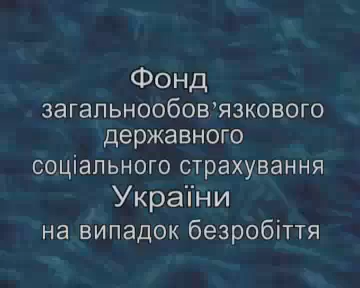 Фонд
загальнообов'язкового
державного
соціального страхування
України
на випадок безробіття